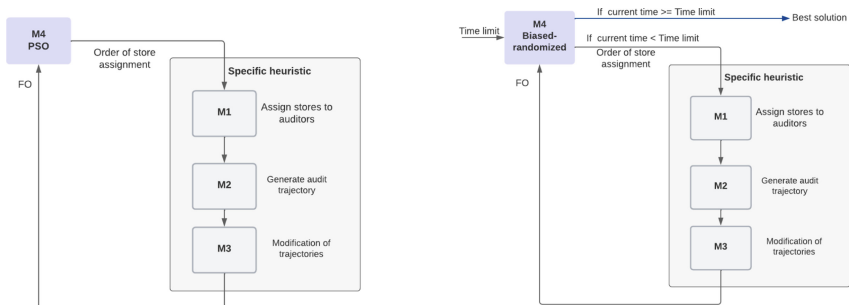 M4
PSO
Order of store
assignment
FO
Specific heuristic
M1
Assign stores to
auditors
M2
Generate audit
trajectory
M3
Modification of
trajectories
Time limit
M4
Biased-
randomized
If current time >= Time limit
Best solution
If current time < Time limit
Order of store
assignment
FO
Specific heuristic
M1
Assign stores to
auditors
M2
Generate audit
trajectory
M3
Modification of
trajectories